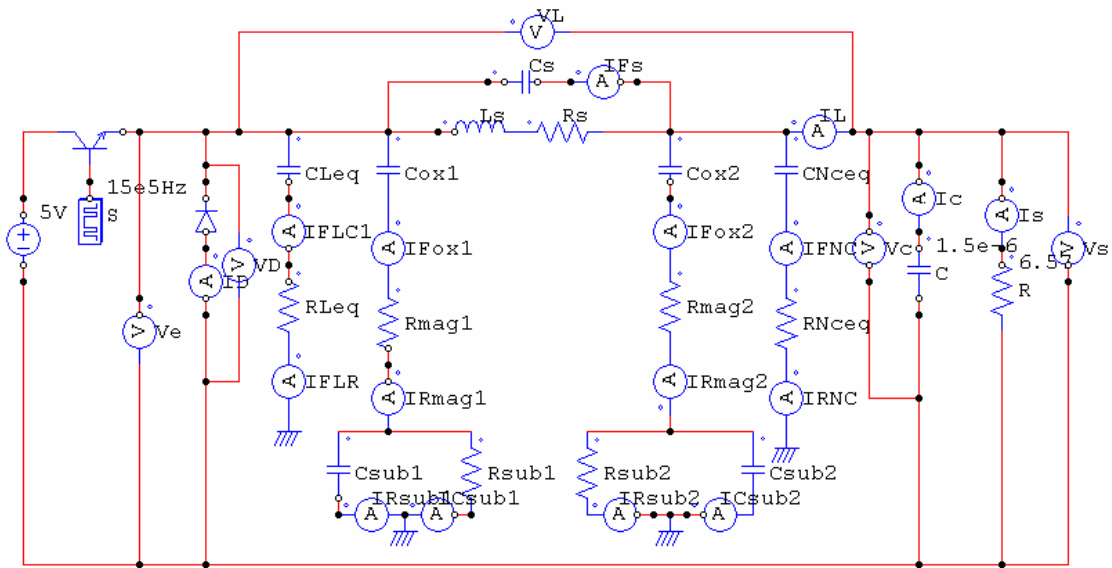 VL
V
Cs
IFs
A
Ls
Rs
IL
A
15e5Hz
5V
S
CLeq
Cox1
Cox2
CNceq
Ic
A
Is
A
IFLC1
A
IFox1
A
IFox2
A
IFNC
A
Vc
V
1.5e-6
6.57
Vs
V
VD
V
ID
A
C
R
Ve
V
RLeq
Rmag1
Rmag2
RNceq
IFLR
A
IRmag1
A
IRmag2
A
IRNC
A
Csub1
Rsub1
Rsub2
Csub2
IRsub1
A
ICsub1
A
IRsub2
A
ICsub2
A